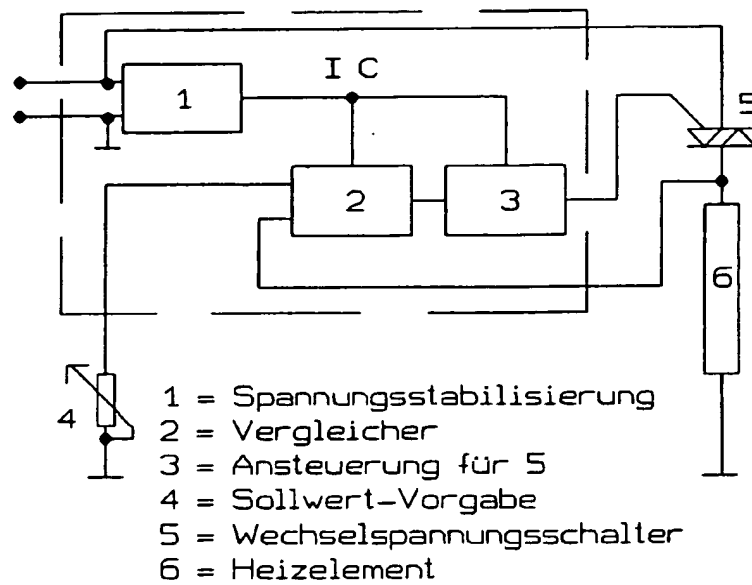 I C
1
5
2
3
6
4
1 = Spannungsstabilisierung
2 = Vergleicher
3 = Ansteuerung für 5
4 = Sollwert-Vorgabe
5 = Wechselspannungsschalter
6 = Heizelement